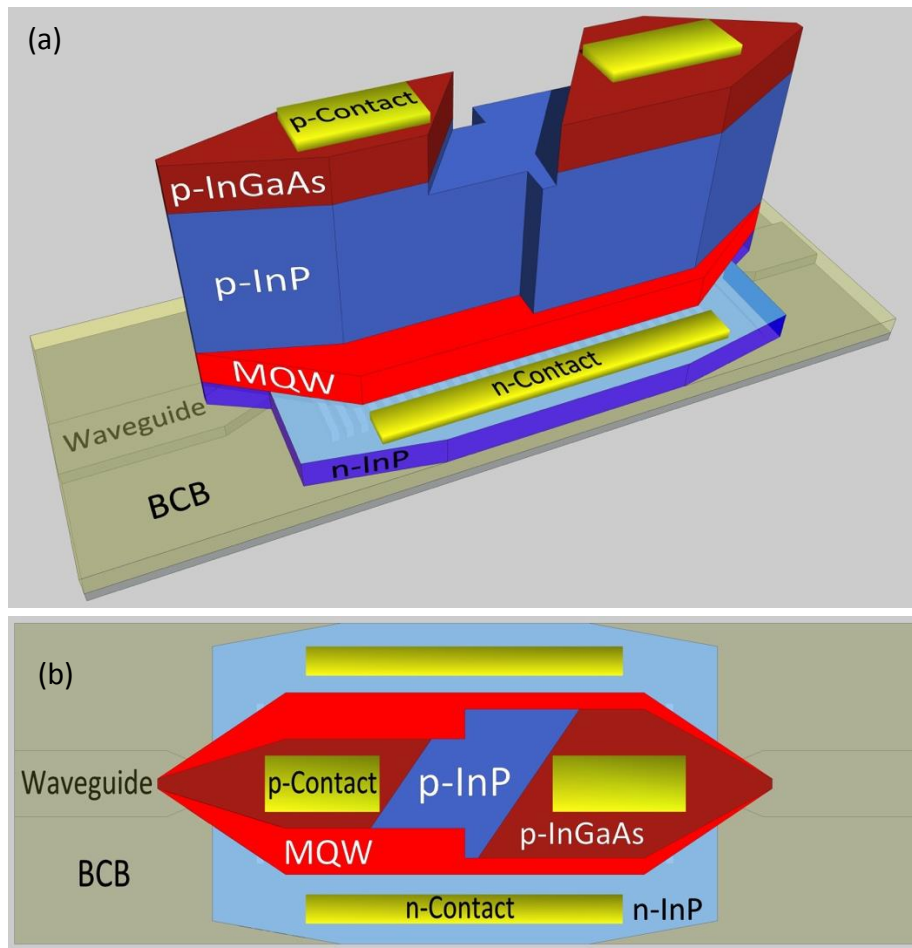 (a)
p-Contact
p-InGaAs
p-InP
MQW
n-Contact
Waveguide
n-InP
BCB
(b)
Waveguide
p-Contact
p-InP
p-InGaAs
MQW
BCB
n-Contact
n-InP